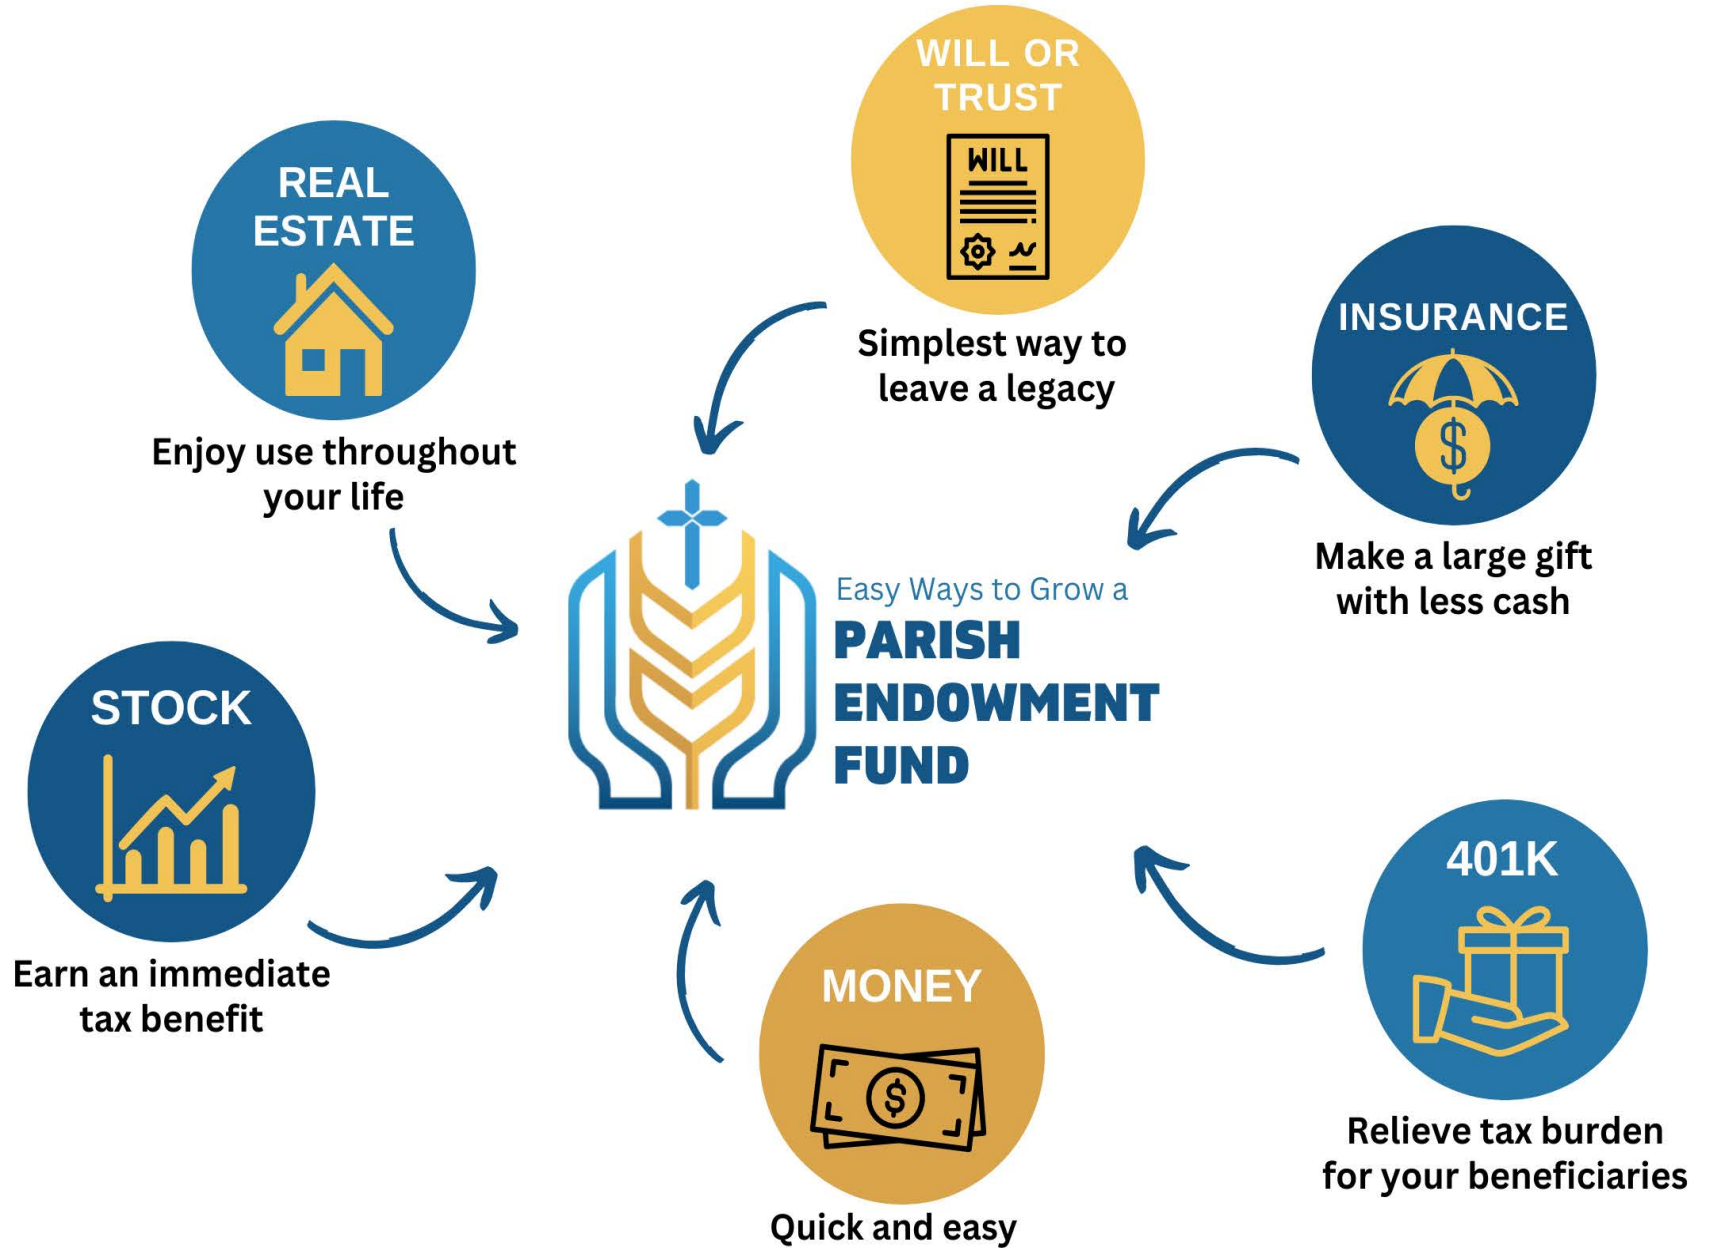 WILL OR
TRUST
WILL
Simplest way to
leave a legacy
REAL
ESTATE
Enjoy use throughout
your life
INSURANCE
$
Make a large gift
with less cash
Easy Ways to Grow a
PARISH
ENDOWMENT
FUND
STOCK
Earn an immediate
tax benefit
401K
Relieve tax burden
for your beneficiaries
MONEY
$
Quick and easy